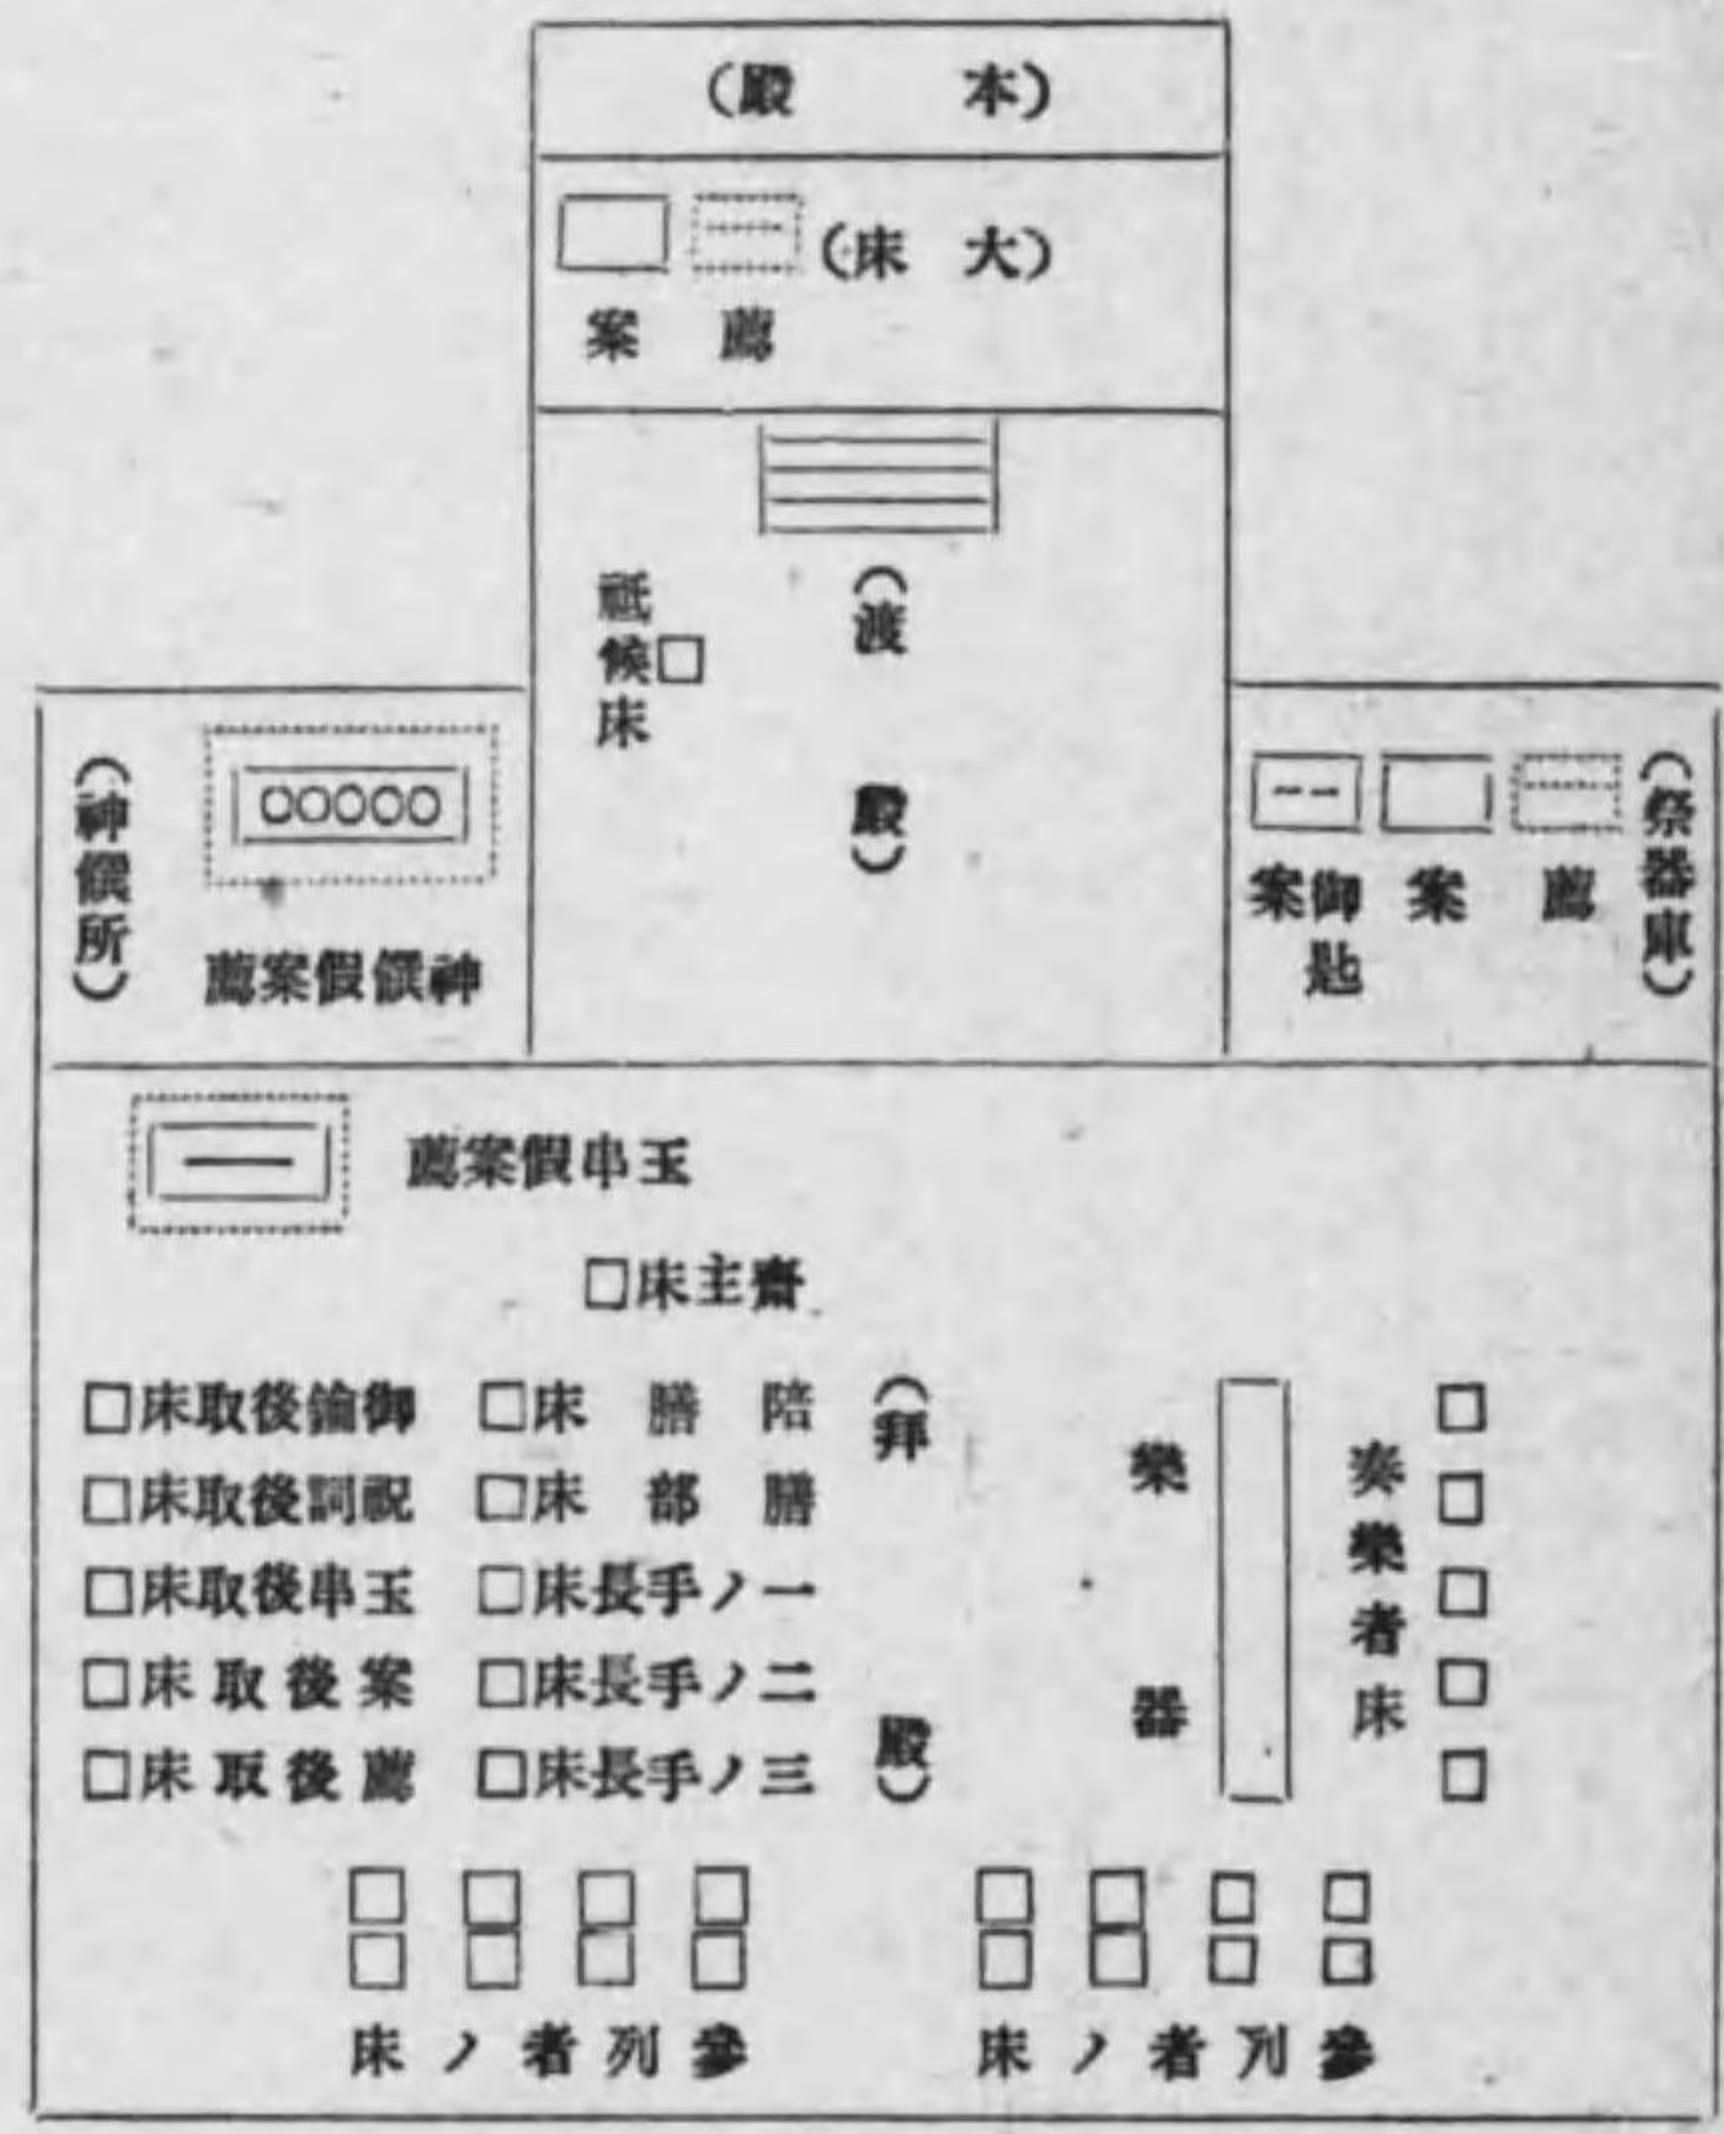 (本殿)
(大床)
薦
案
(渡殿)
祗候床
(祭器庫)
薦
案
御匙案
(神饌所)
神饌假案薦
玉串假案薦
齋主床
(拜殿)
陪膳床
膳部床
一ノ手長床
二ノ手長床
三ノ手長床
御鑰後取床
祝詞後取床
玉串後取床
案後取床
薦後取床
奏樂者床
樂器
參列者ノ床
參列者ノ床